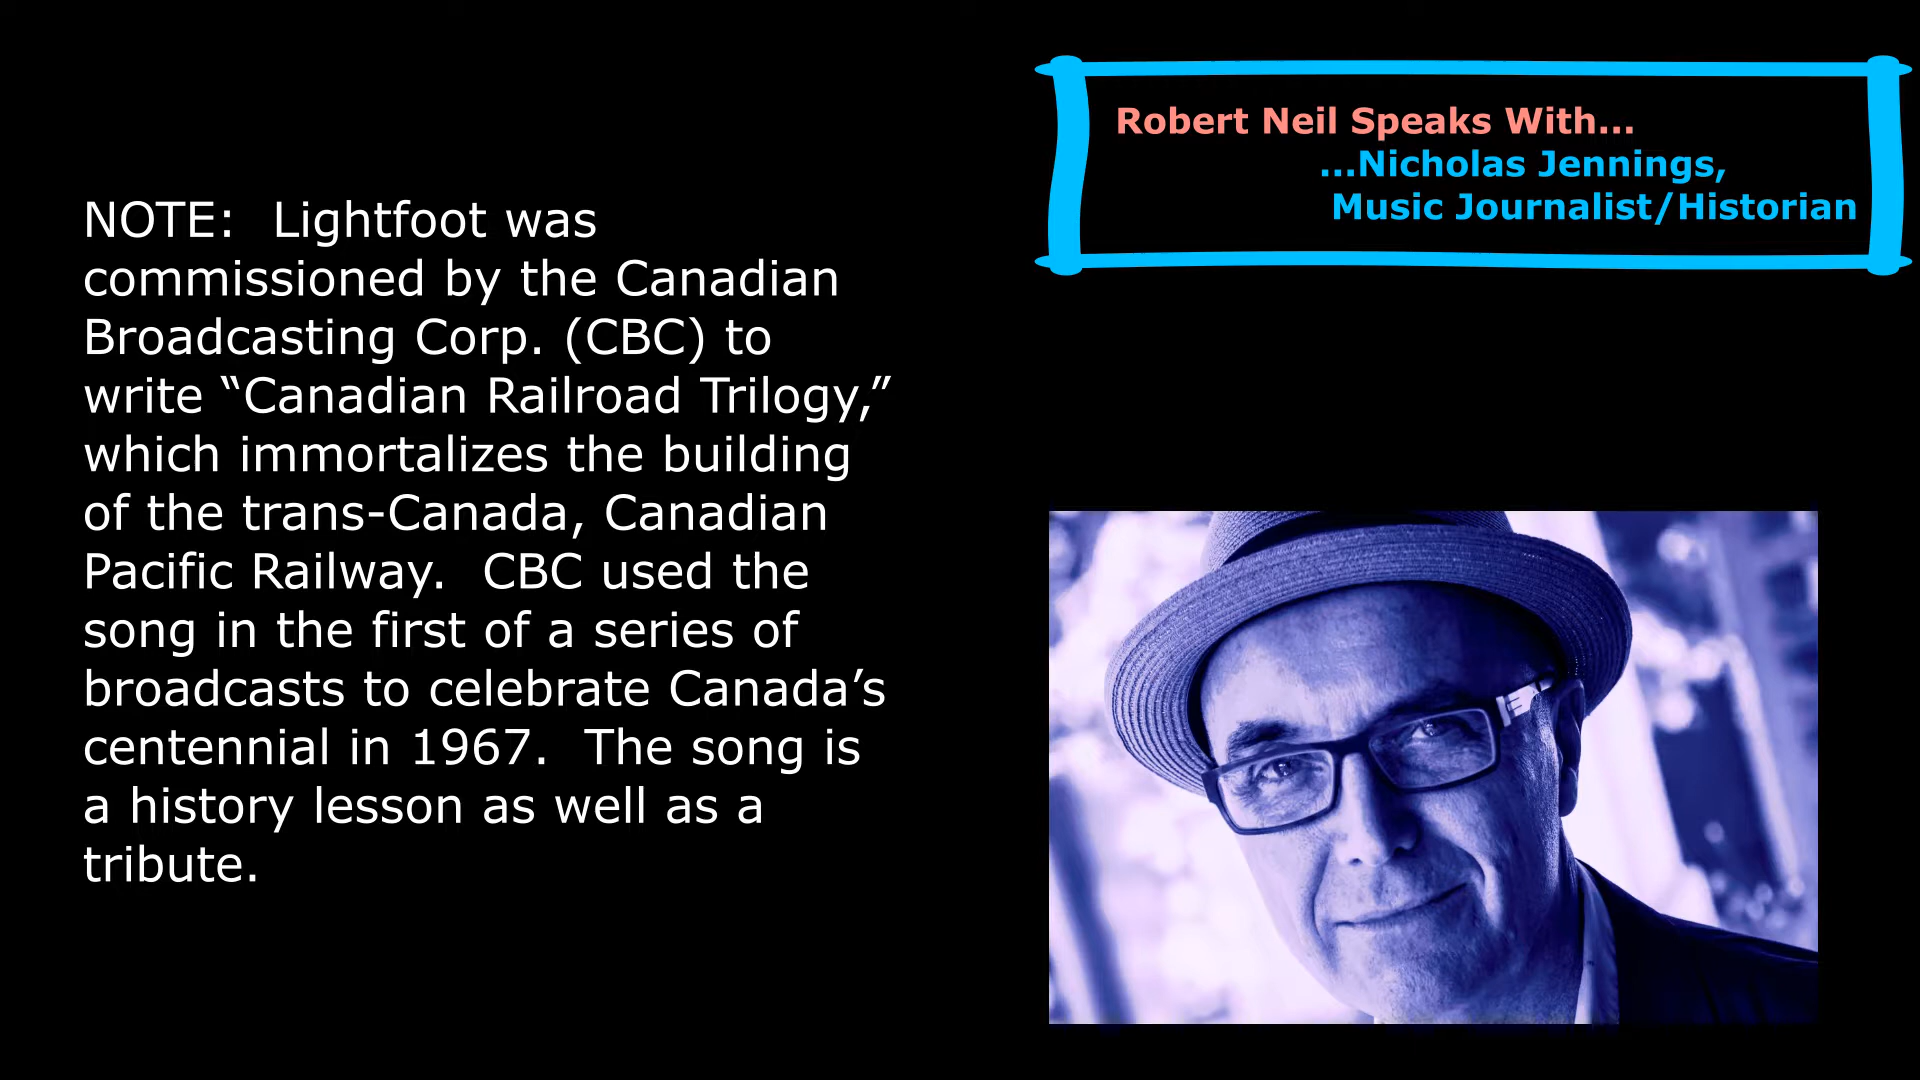 NOTE:  Lightfoot was
commissioned by the Canadian
Broadcasting Corp. (CBC) to
write “Canadian Railroad Trilogy,”
which immortalizes the building
of the trans-Canada, Canadian
Pacific Railway.  CBC used the
song in the first of a series of
broadcasts to celebrate Canada’s
centennial in 1967.  The song is
a history lesson as well as a
tribute.
Robert Neil Speaks With...
...Nicholas Jennings,
Music Journalist/Historian